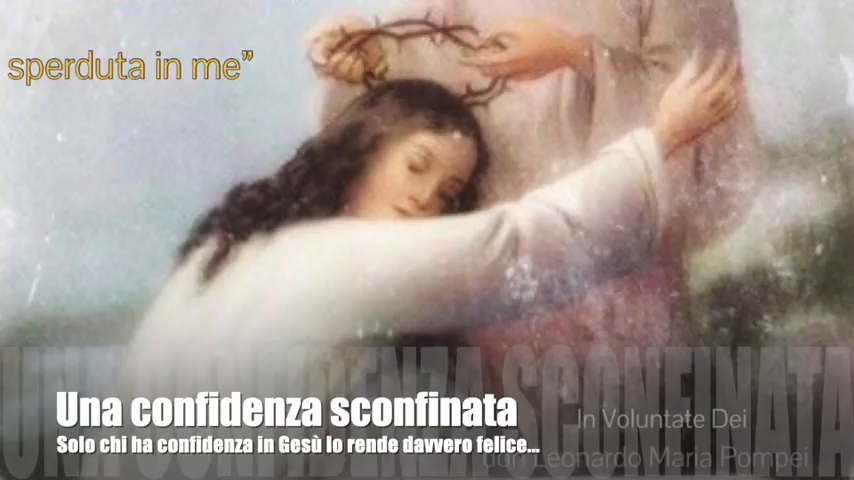 sperduta in me”
UNA CONFIDENZA SCONFINATA
Una confidenza sconfinata
Solo chi ha confidenza in Gesù lo rende davvero felice...
In Voluntate Dei
don Leonardo Maria Pompei